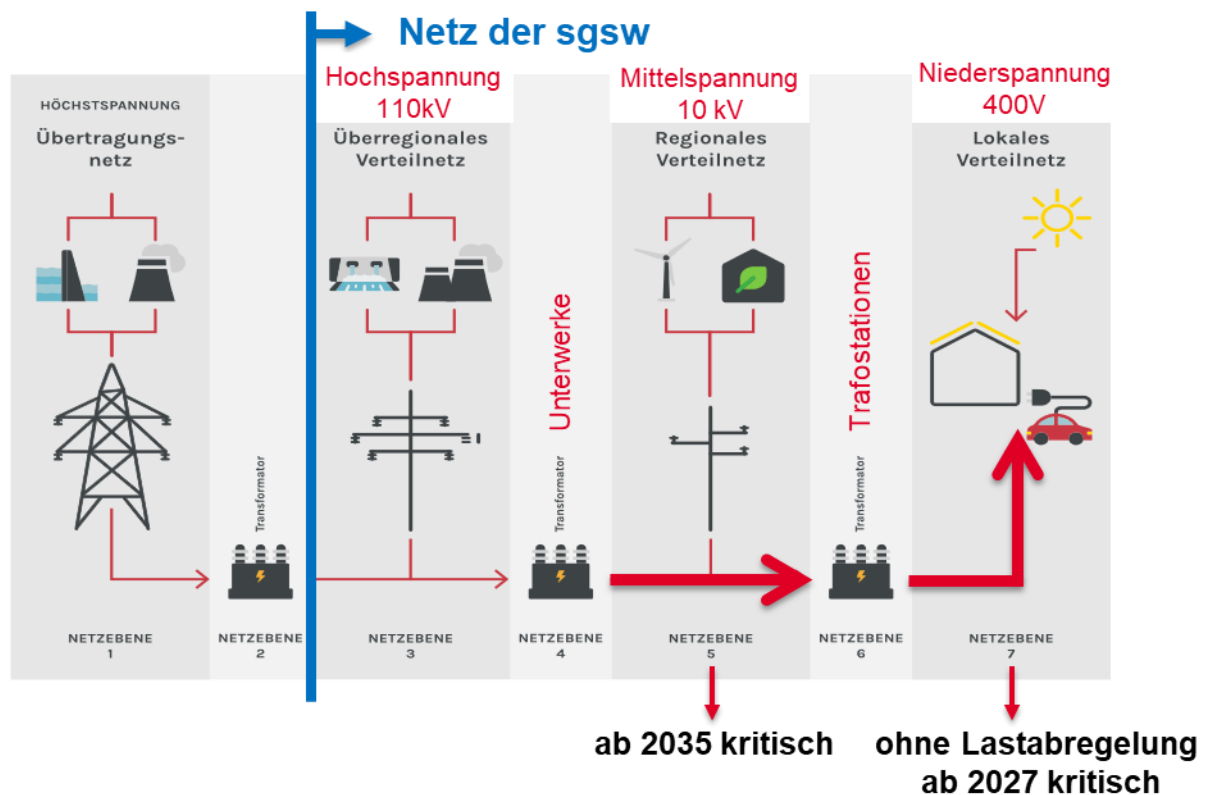 Netz der sgsw
HÖCHSTSPANNUNG
Übertragungs-
netz
Hochspannung
110kV
Überregionales
Verteilnetz
Mittelspannung
10 kV
Regionales
Verteilnetz
Niederspannung
400V
Lokales
Verteilnetz
Unterwerke
Trafostationen
Transformator
Transformator
Transformator
NETZEBENE
1
NETZEBENE
2
NETZEBENE
3
NETZEBENE
4
NETZEBENE
5
NETZEBENE
6
NETZEBENE
7
ab 2035 kritisch
ohne Lastabregelung
ab 2027 kritisch